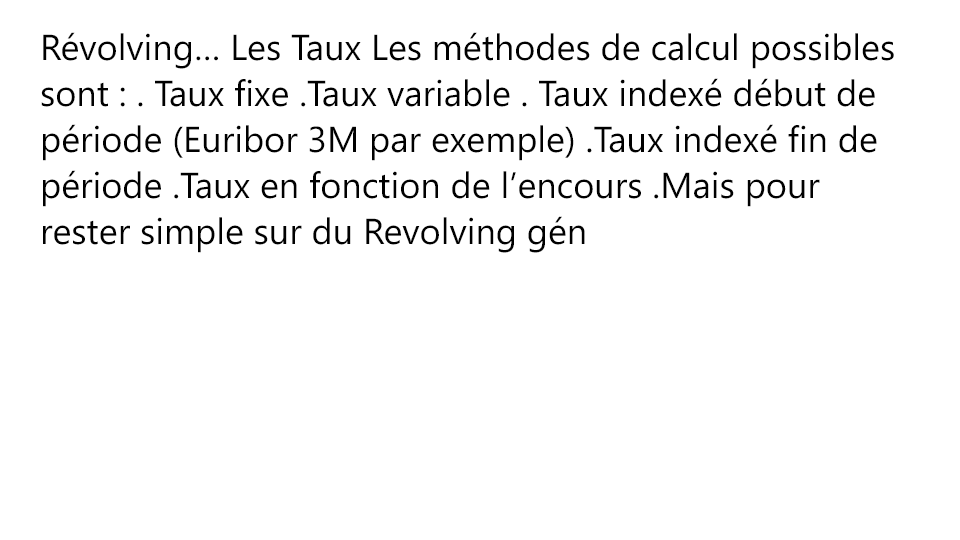 Révolving… Les Taux Les méthodes de calcul possibles
sont : . Taux fixe .Taux variable . Taux indexé début de
période (Euribor 3M par exemple) .Taux indexé fin de
période .Taux en fonction de l’encours .Mais pour
rester simple sur du Revolving gén